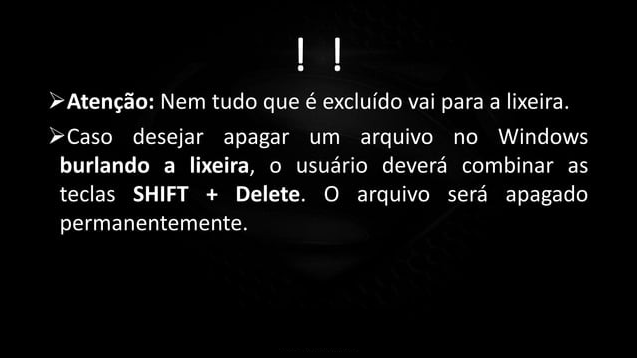 ! !
➢Atenção: Nem tudo que é excluído vai para a lixeira.
➢Caso desejar apagar um arquivo no Windows
burlando a lixeira, o usuário deverá combinar as
teclas SHIFT + Delete. O arquivo será apagado
permanentemente.